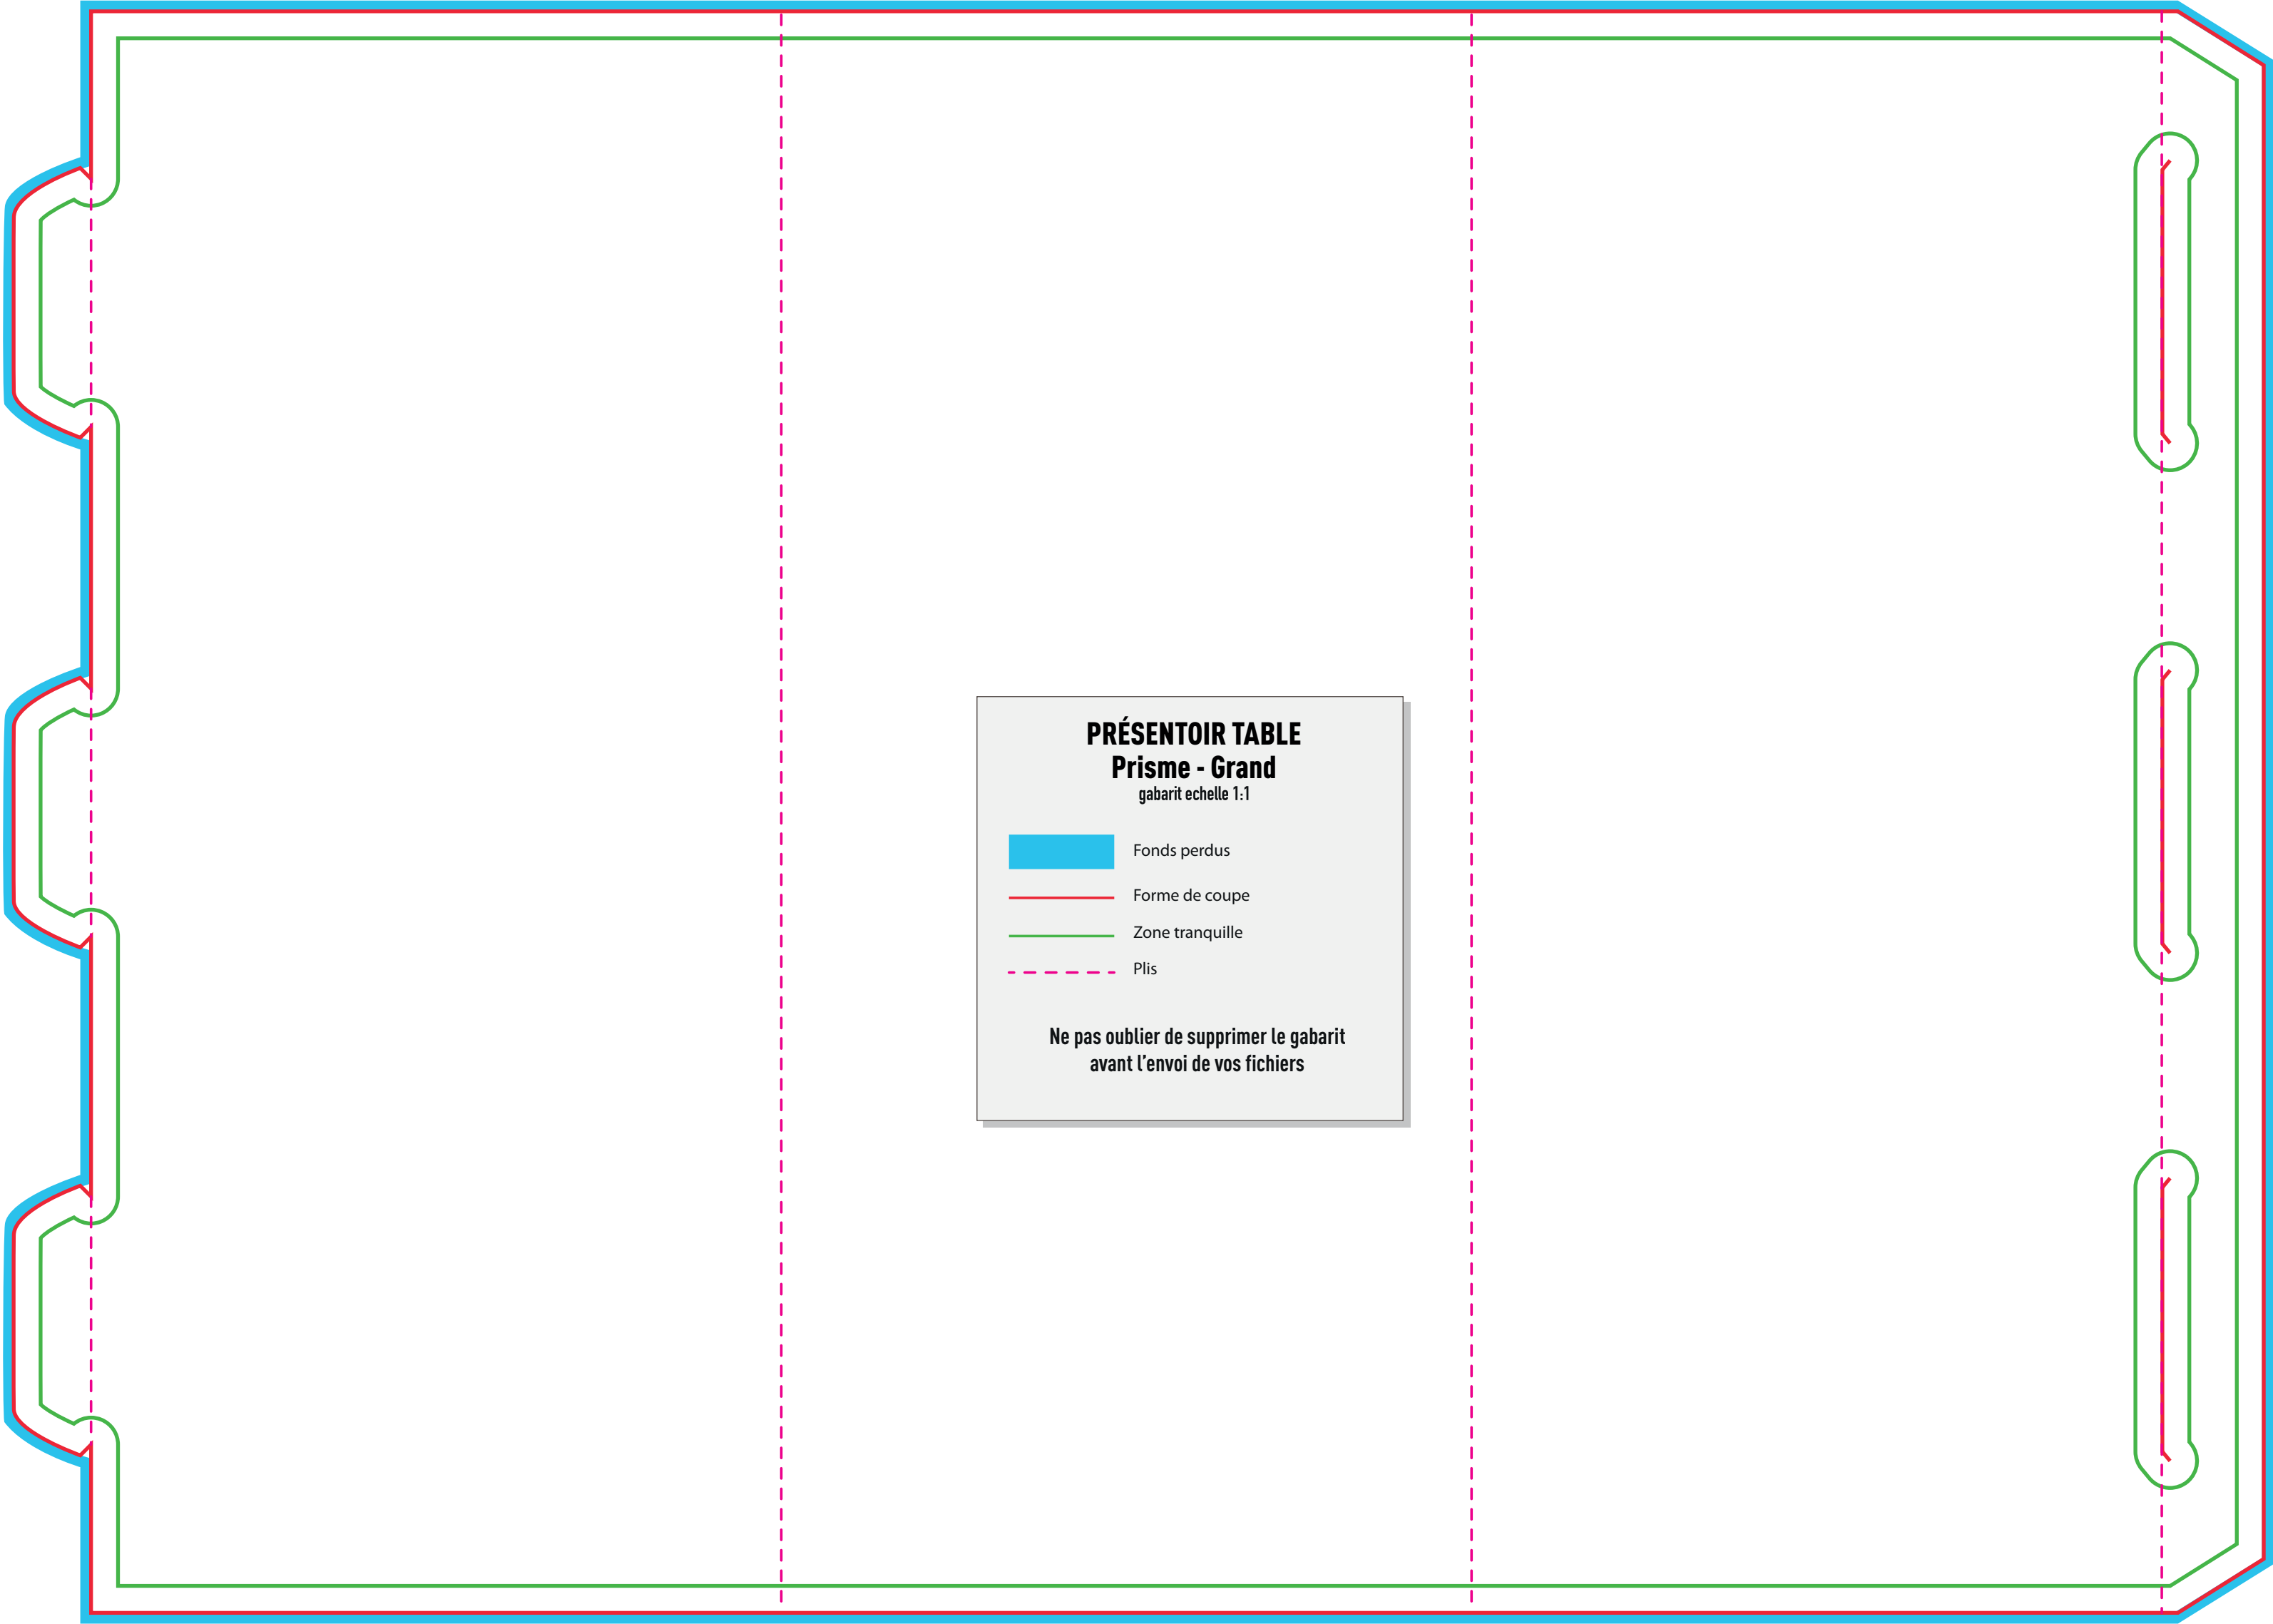 PRÉSENTOIR TABLE
Prisme - Grand
gabarit echelle 1:1
Fonds perdus
Forme de coupe
Zone tranquille
Plis
Ne pas oublier de supprimer le gabarit
avant l’envoi de vos fichiers